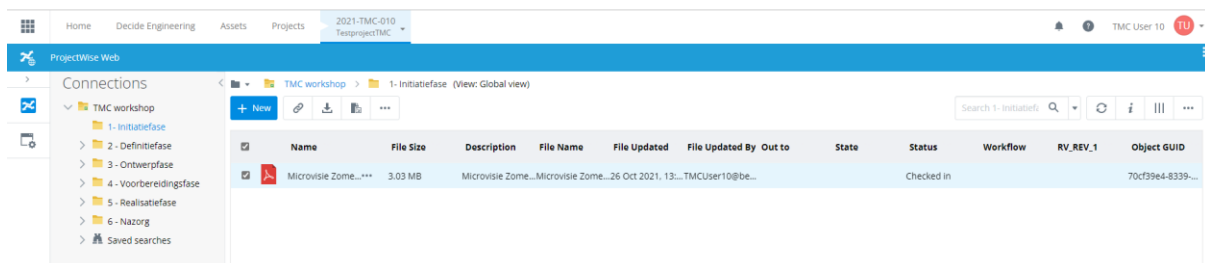 Home Decide Engineering Assets Projects 2021-TMC-010 TMC User 10 TU
TestprojectTMC
ProjectWise Web
Connections TMC workshop > 1- Initiatiefase (View: Global view)
TMC workshop + New Search 1- Initiatief
1- Initiatiefase
2 - Definitiefase Name File Size Description File Name File Updated File Updated By Out to State Status Workflow RV_REV_1 Object GUID
3 - Ontwerpfase
4 - Voorbereidingsfase Microvisie Zome... 3.03 MB Microvisie Zome... Microvisie Zome... 26 Oct 2021, 13:... TMCUser10@be... Checked in 70cf39e4-8339-...
5 - Realisatiefase
6 - Nazorg
Saved searches